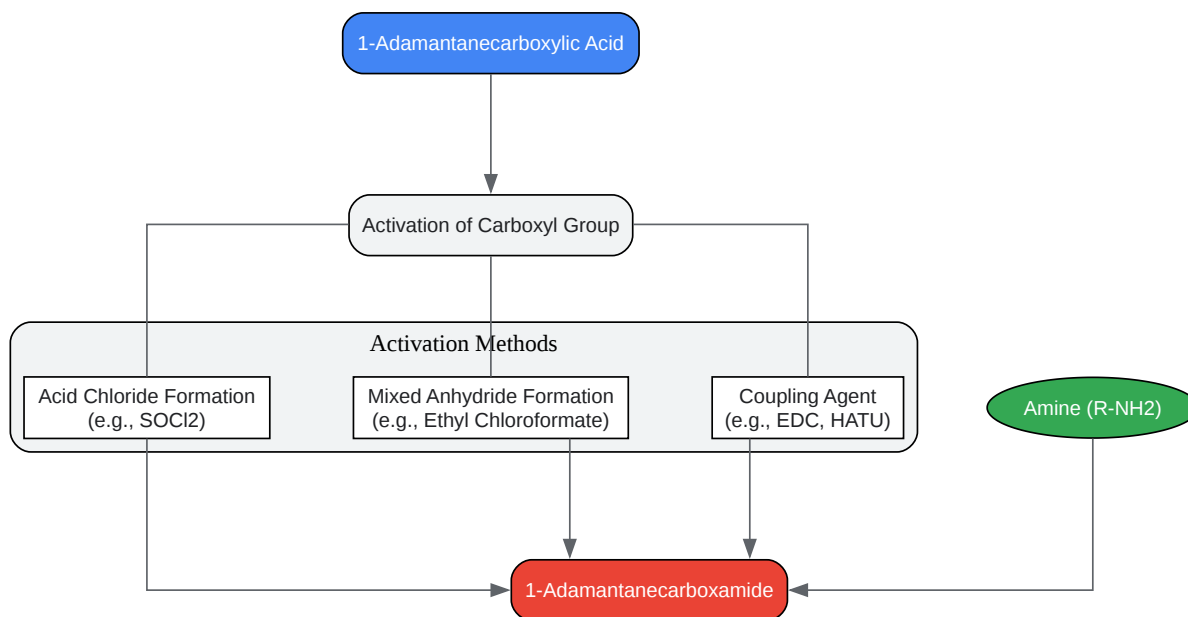 1-Adamantanecarboxylic Acid
Activation of Carboxyl Group
Activation Methods
Acid Chloride Formation
(e.g., SOCl2)
Mixed Anhydride Formation
(e.g., Ethyl Chloroformate)
Coupling Agent
(e.g., EDC, HATU)
Amine (R-NH2)
1-Adamantanecarboxamide